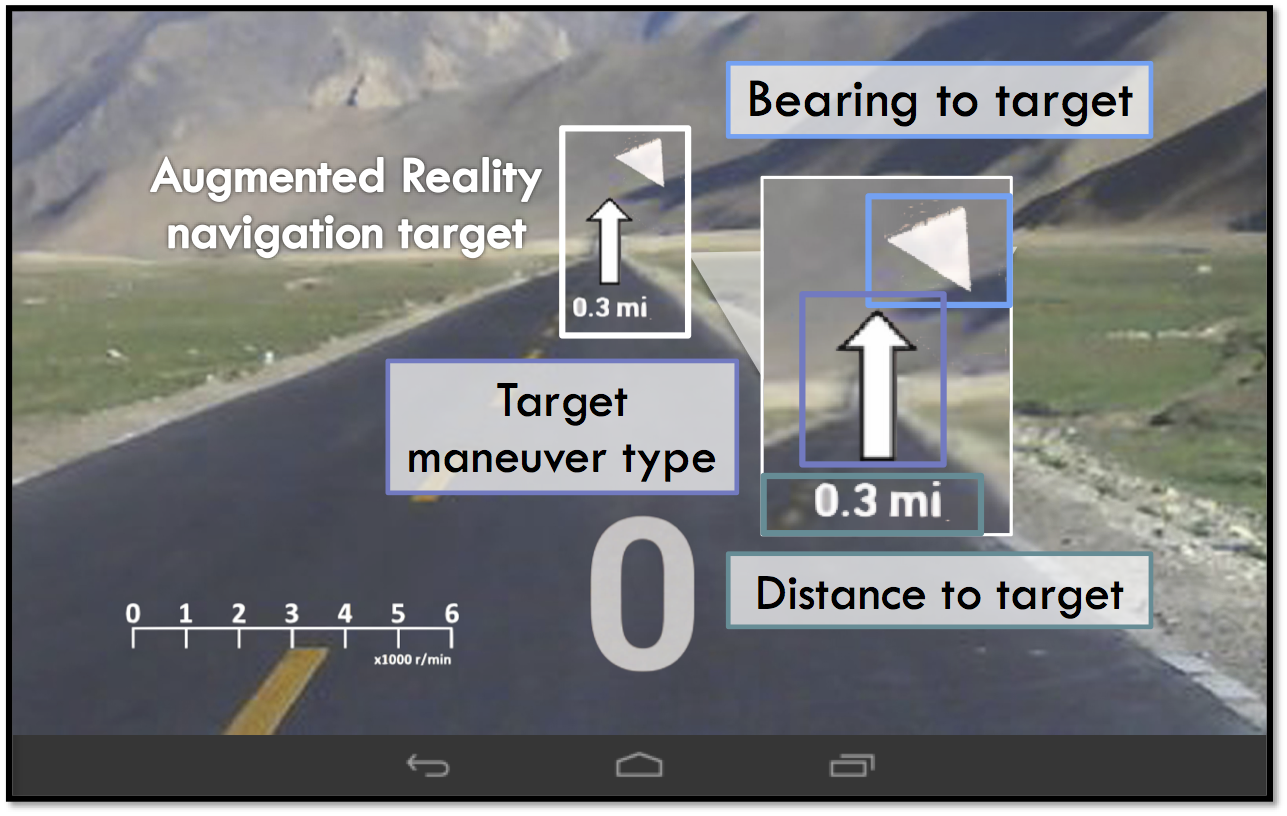 Bearing to target
Augmented Reality
navigation target
0.3 mi
Target
maneuver type
0.3 mi
Distance to target
0
0 1 2 3 4 5 6
x1000 r/min